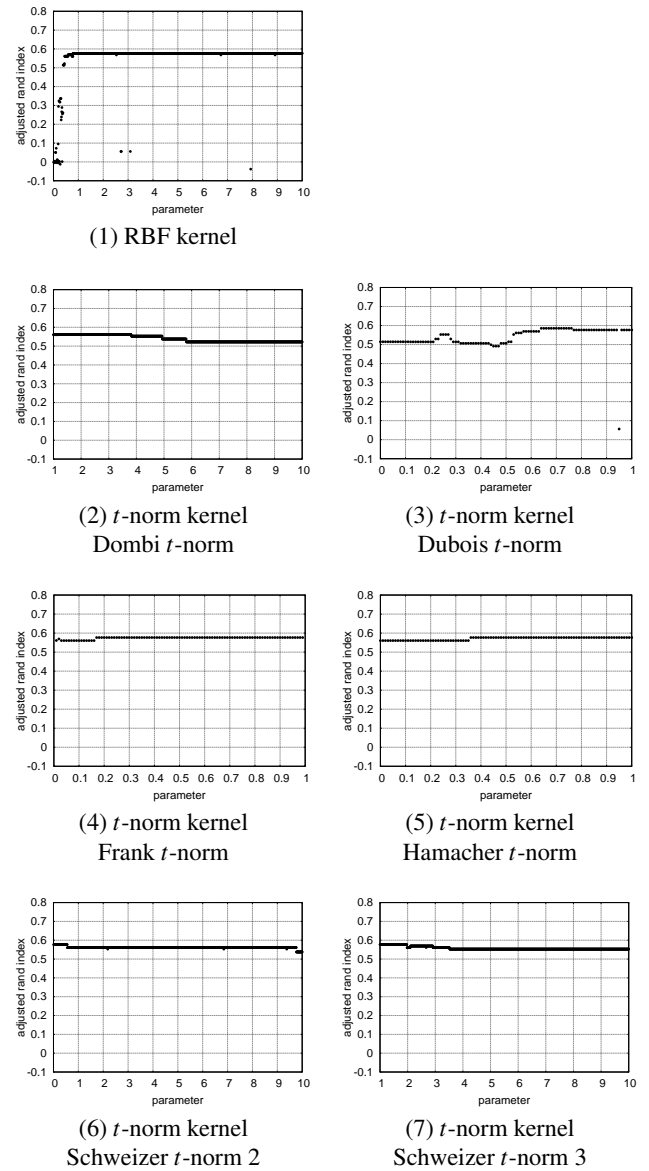 0.8
0.7
0.6
0.5
0.4
0.3
0.2
0.1
0
-0.1
adjusted rand index
0 1 2 3 4 5 6 7 8 9 10
parameter
(1) RBF kernel
0.8
0.7
0.6
0.5
0.4
0.3
0.2
0.1
0
-0.1
adjusted rand index
1 2 3 4 5 6 7 8 9 10
parameter
(2) t-norm kernel
Dombi t-norm
0.8
0.7
0.6
0.5
0.4
0.3
0.2
0.1
0
-0.1
adjusted rand index
0 0.1 0.2 0.3 0.4 0.5 0.6 0.7 0.8 0.9 1
parameter
(3) t-norm kernel
Dubois t-norm
0.8
0.7
0.6
0.5
0.4
0.3
0.2
0.1
0
-0.1
adjusted rand index
0 0.1 0.2 0.3 0.4 0.5 0.6 0.7 0.8 0.9 1
parameter
(4) t-norm kernel
Frank t-norm
0.8
0.7
0.6
0.5
0.4
0.3
0.2
0.1
0
-0.1
adjusted rand index
0 0.1 0.2 0.3 0.4 0.5 0.6 0.7 0.8 0.9 1
parameter
(5) t-norm kernel
Hamacher t-norm
0.8
0.7
0.6
0.5
0.4
0.3
0.2
0.1
0
-0.1
adjusted rand index
0 1 2 3 4 5 6 7 8 9 10
parameter
(6) t-norm kernel
Schweizer t-norm 2
0.8
0.7
0.6
0.5
0.4
0.3
0.2
0.1
0
-0.1
adjusted rand index
1 2 3 4 5 6 7 8 9 10
parameter
(7) t-norm kernel
Schweizer t-norm 3